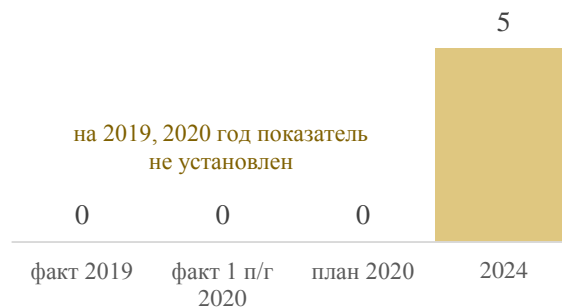 5
на 2019, 2020 год показатель
не установлен
0 0 0
факт 2019 факт 1 п/г 2020 план 2020 2024